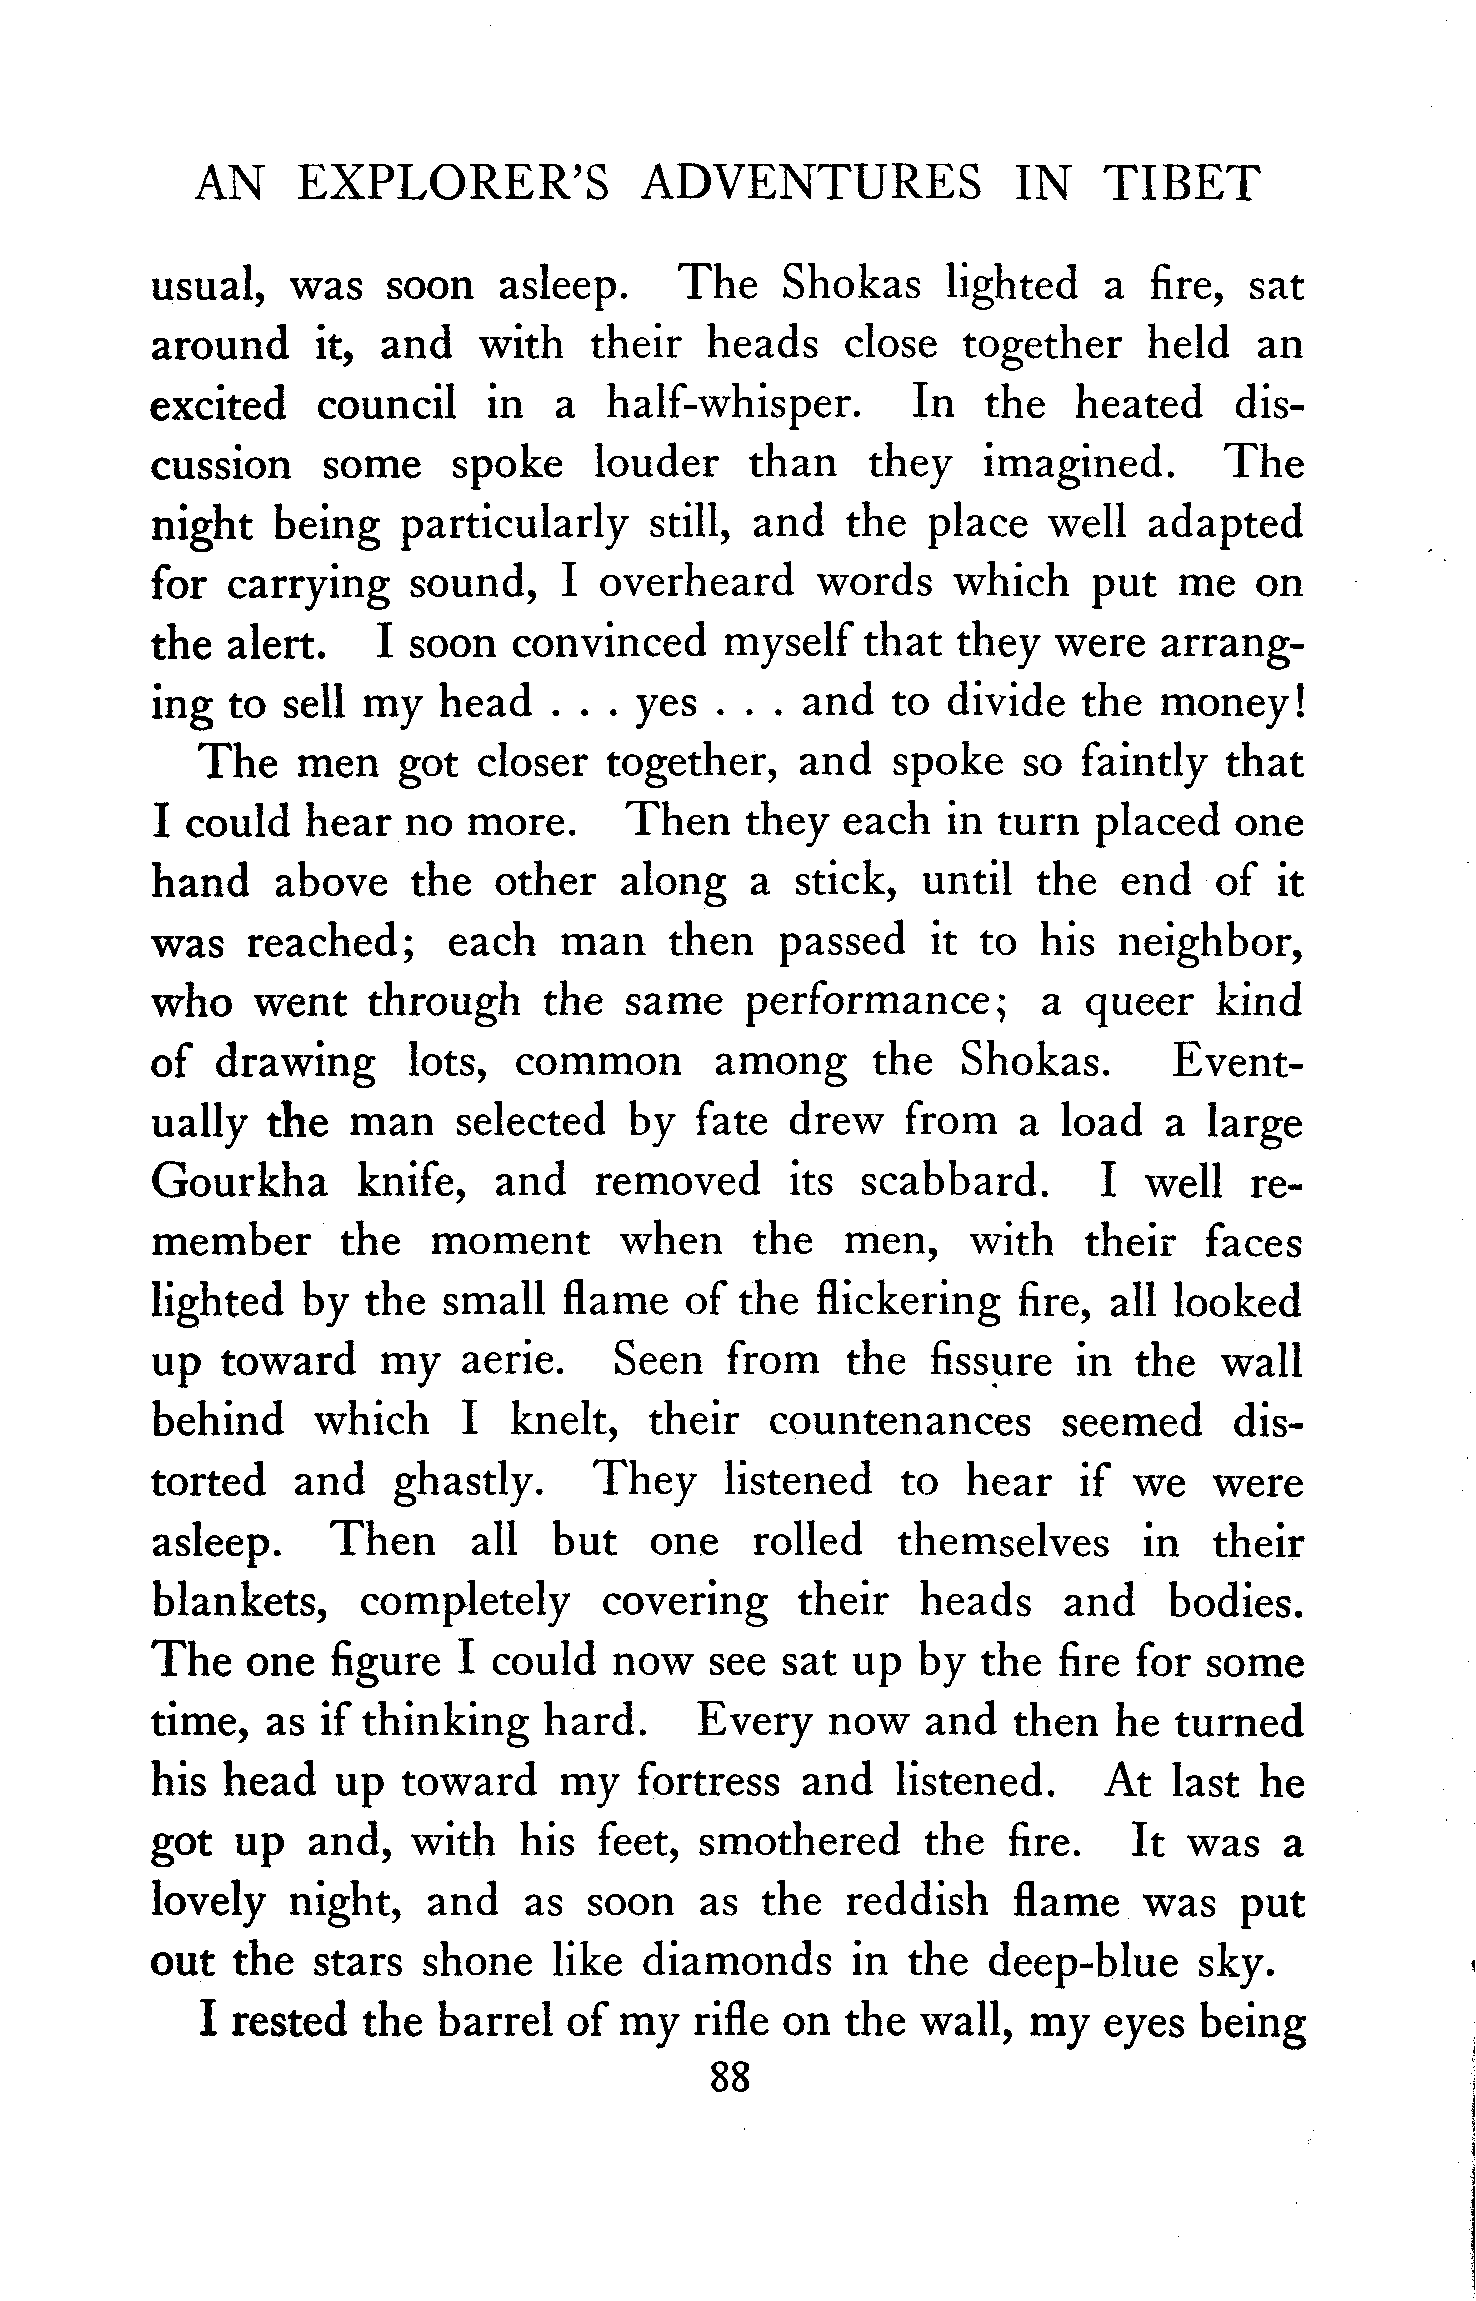 AN EXPLORER'S ADVENTURES IN TIBET
usual, was soon asleep. The Shokas lighted a fire, sat
around it, and with their heads close together held an
excited council in a half-whisper. In the heated dis-
cussion some spoke louder than they imagined. The
night being particularly still, and the place well adapted
for carrying sound, I overheard words which put me on
the alert. I soon convinced myself that they were arrang-
ing to sell my head . . . yes . . . and to divide the money!
The men got closer together, and spoke so faintly that
I could hear no more. Then they each in turn placed one
hand above the other along a stick, until the end of it
was reached; each man then passed it to his neighbor,
who went through the same performance; a queer kind
of drawing lots, common among the Shokas. Event-
ually the man selected by fate drew from a load a large
Gourkha knife, and removed its scabbard. I well re-
member the moment when the men, with their faces
lighted by the small flame of the flickering fire, all looked
up toward my aerie. Seen from the fissure in the wall
behind which I knelt, their countenances seemed dis-
torted and ghastly. They listened to hear if we were
asleep. Then all but one rolled themselves in their
blankets, completely covering their heads and bodies.
The one figure I could now see sat up by the fire for some
time, as if thinking hard. Every now and then he turned
his head up toward my fortress and listened. At last he
got up and, with his feet, smothered the fire. It was a
lovely night, and as soon as the reddish flame was put
out the stars shone like diamonds in the deep-blue sky.
I rested the barrel of my rifle on the wall, my eyes being
88